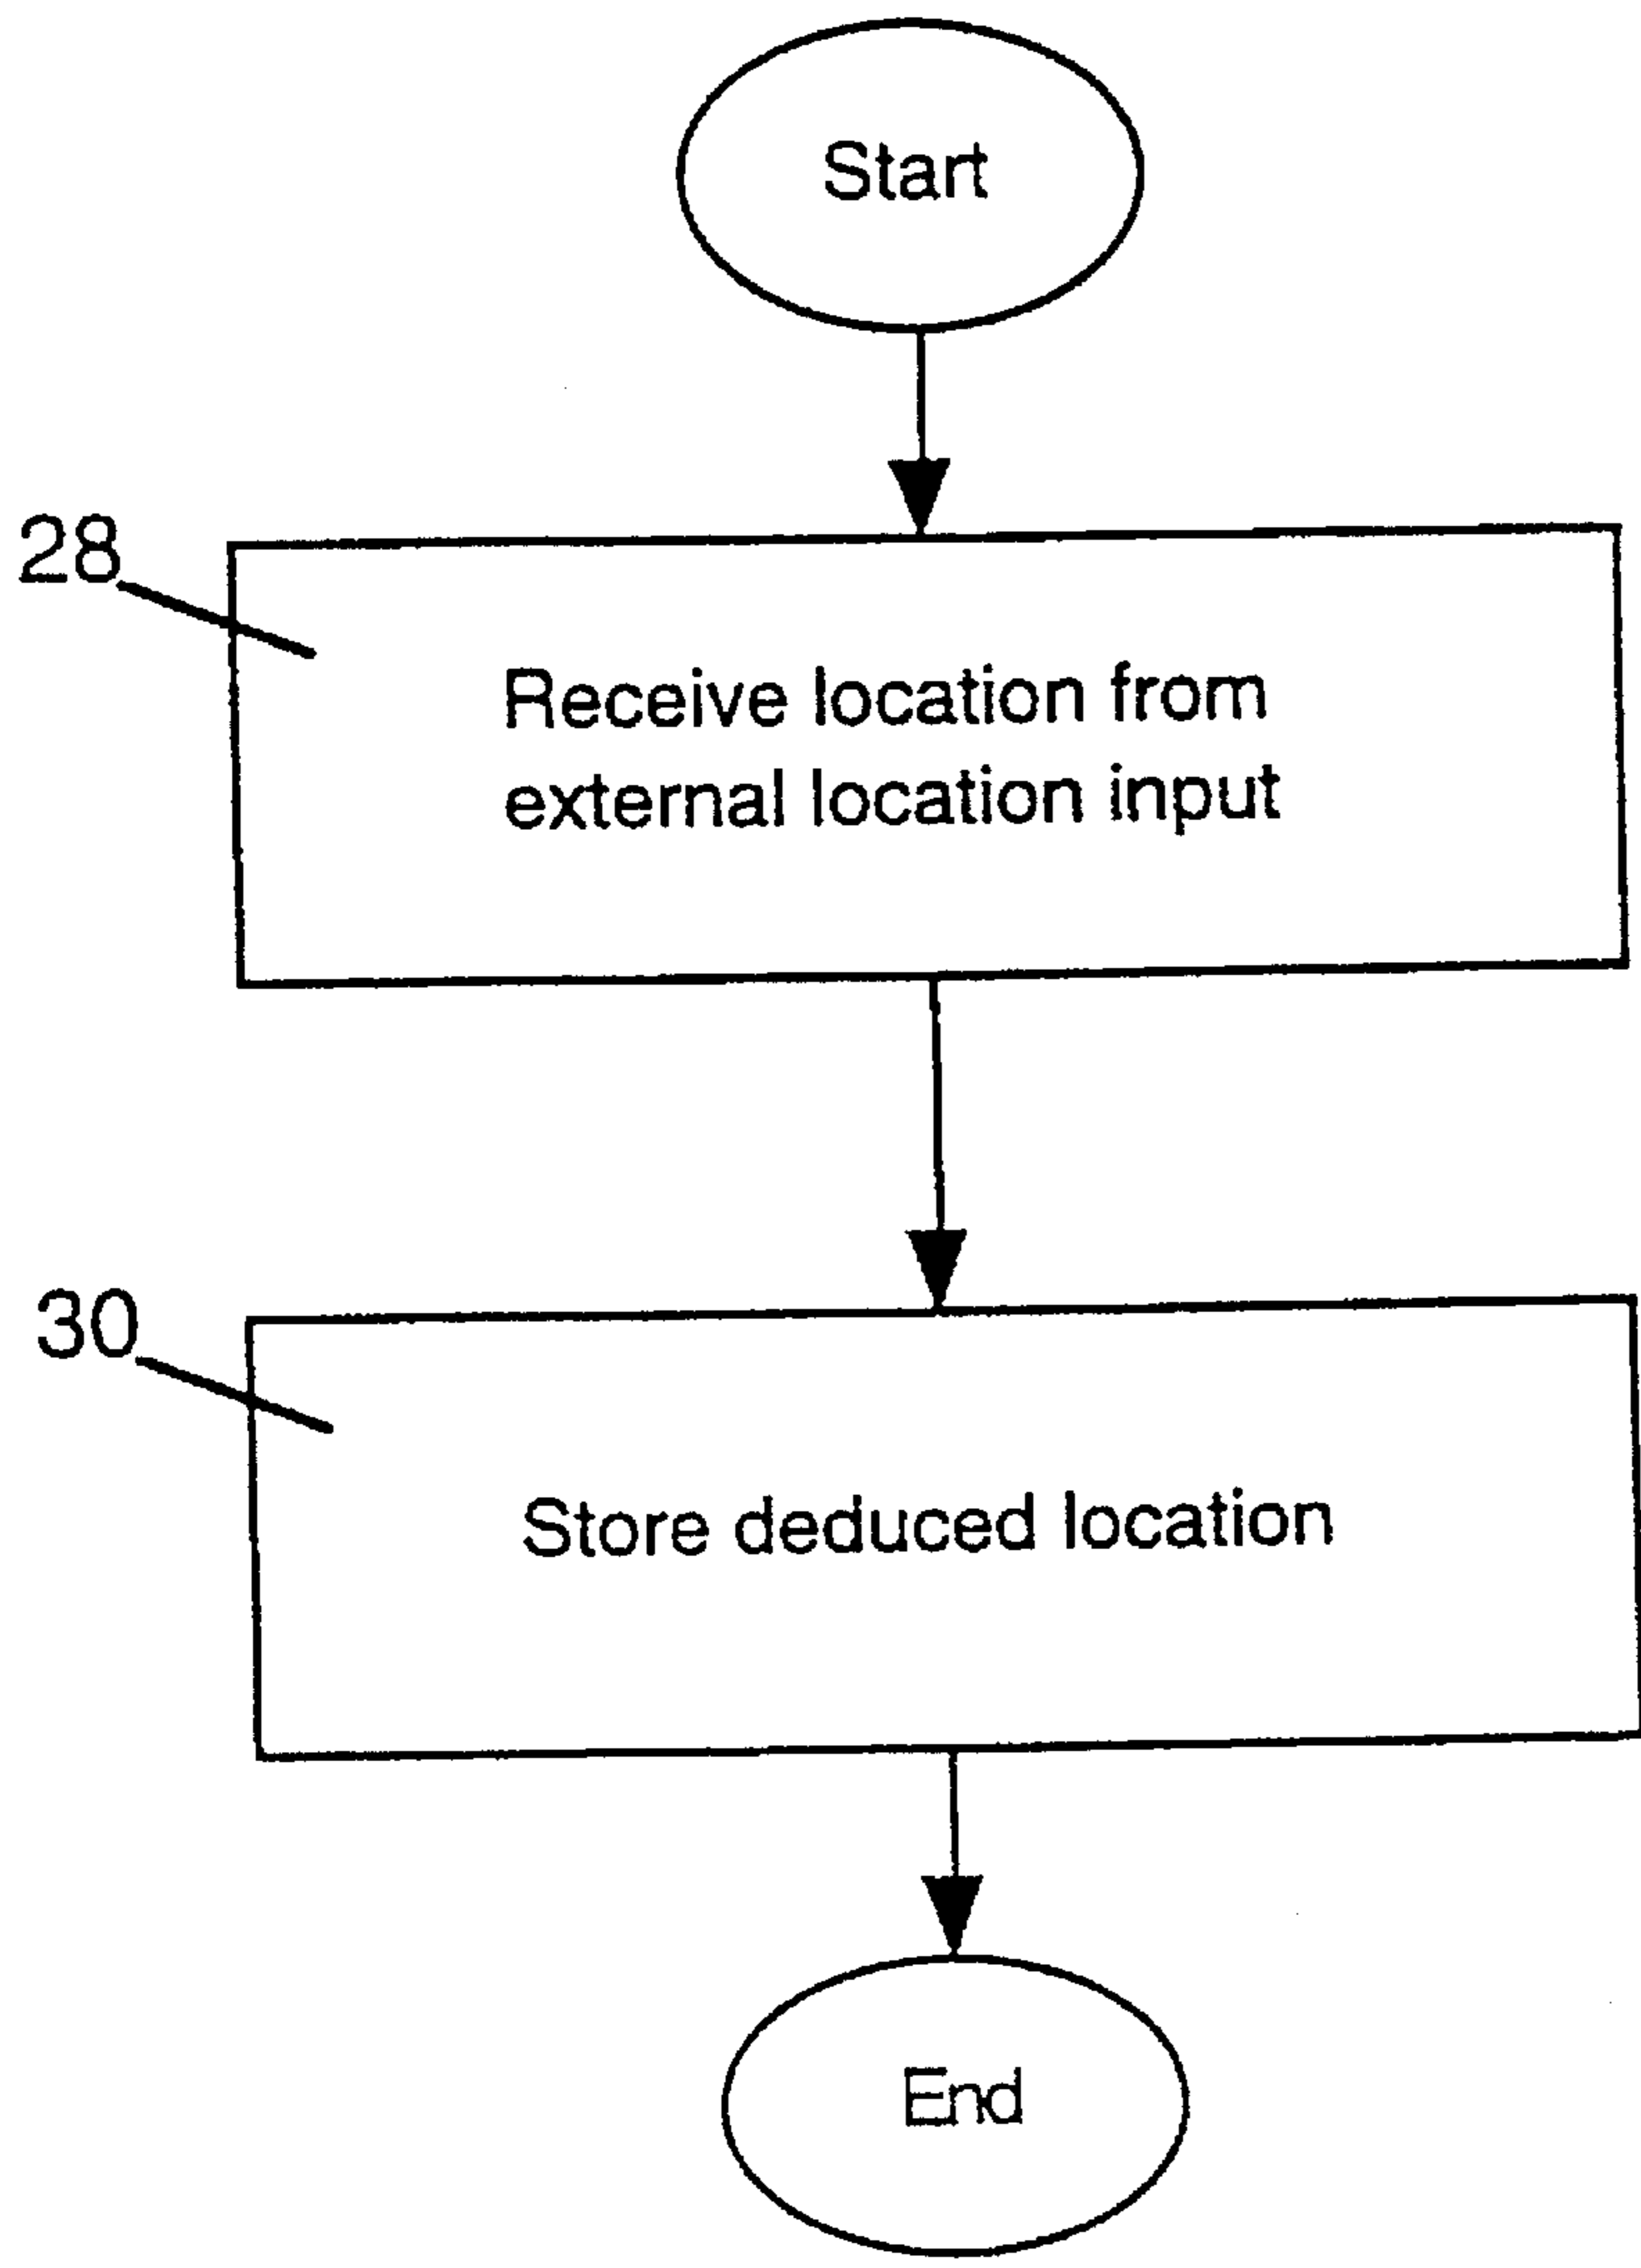 Start
28
Receive location from
external location input
30
Store deduced location
End